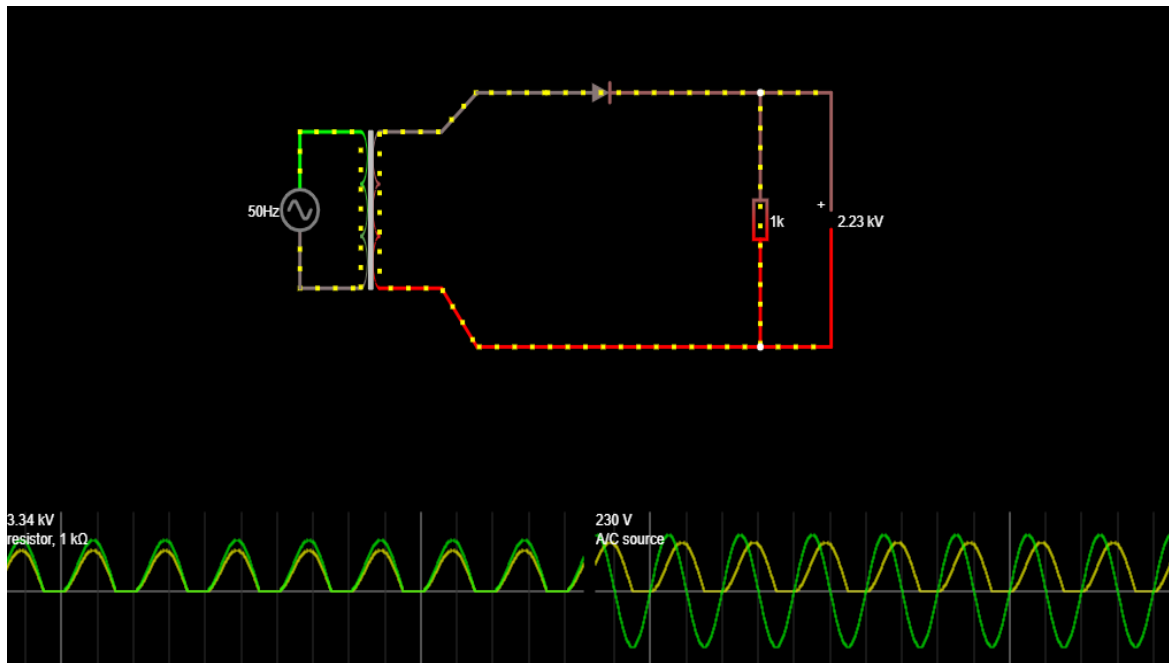 50Hz
1k
+
2.23 kV
3.34 kV
resistor, 1 kΩ
230 V
A/C source